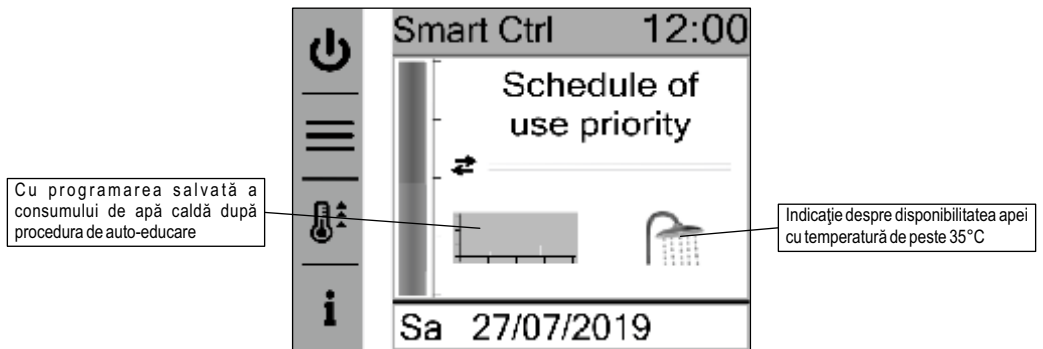 Smart Ctrl 12:00
Schedule of
use priority
Cu programarea salvată a
consumului de apă caldă după
procedura de auto-educare
Indicaţie despre disponibilitatea apei
cu temperatură de peste 35°C
Sa 27/07/2019